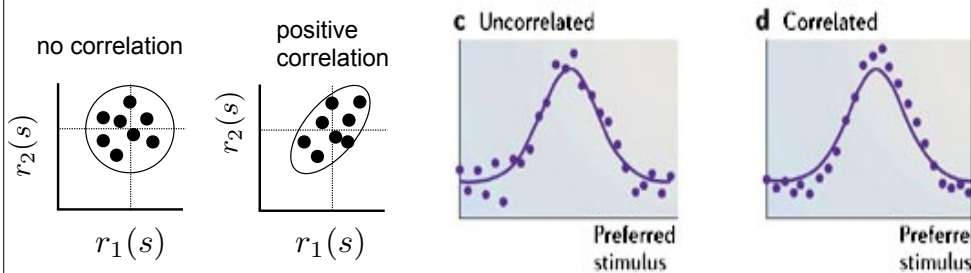 no correlation
r₂(s)
r₁(s)
positive
correlation
r₂(s)
r₁(s)
c Uncorrelated
Preferred
stimulus
d Correlated
Preferre
stimulus